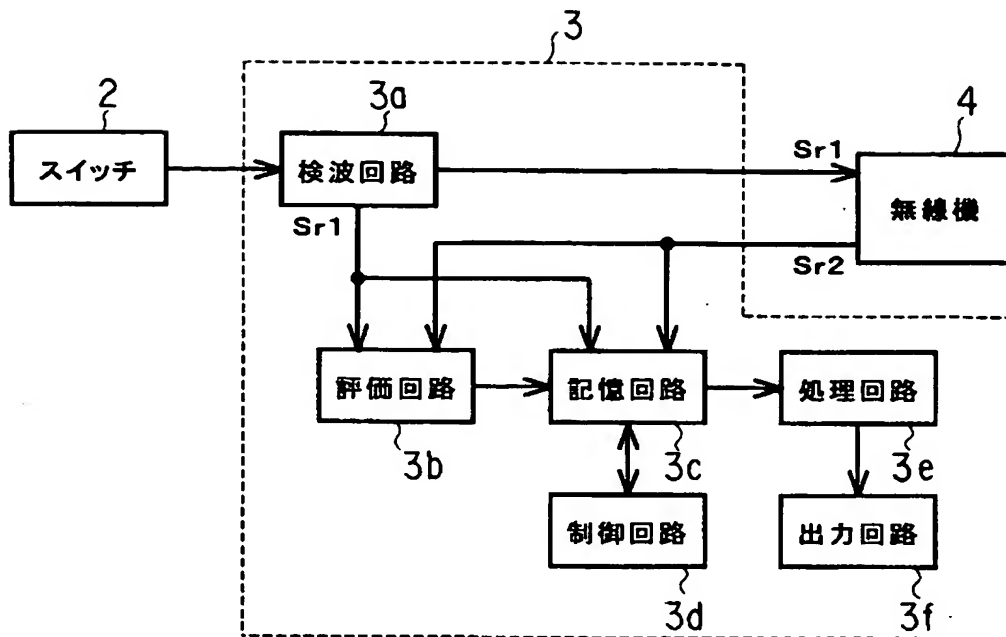 3
2
3a
4
スイッチ
検波回路
Sr1
無線機
Sr1
Sr2
評価回路
記憶回路
処理回路
3b
3c
3e
制御回路
出力回路
3d
3f